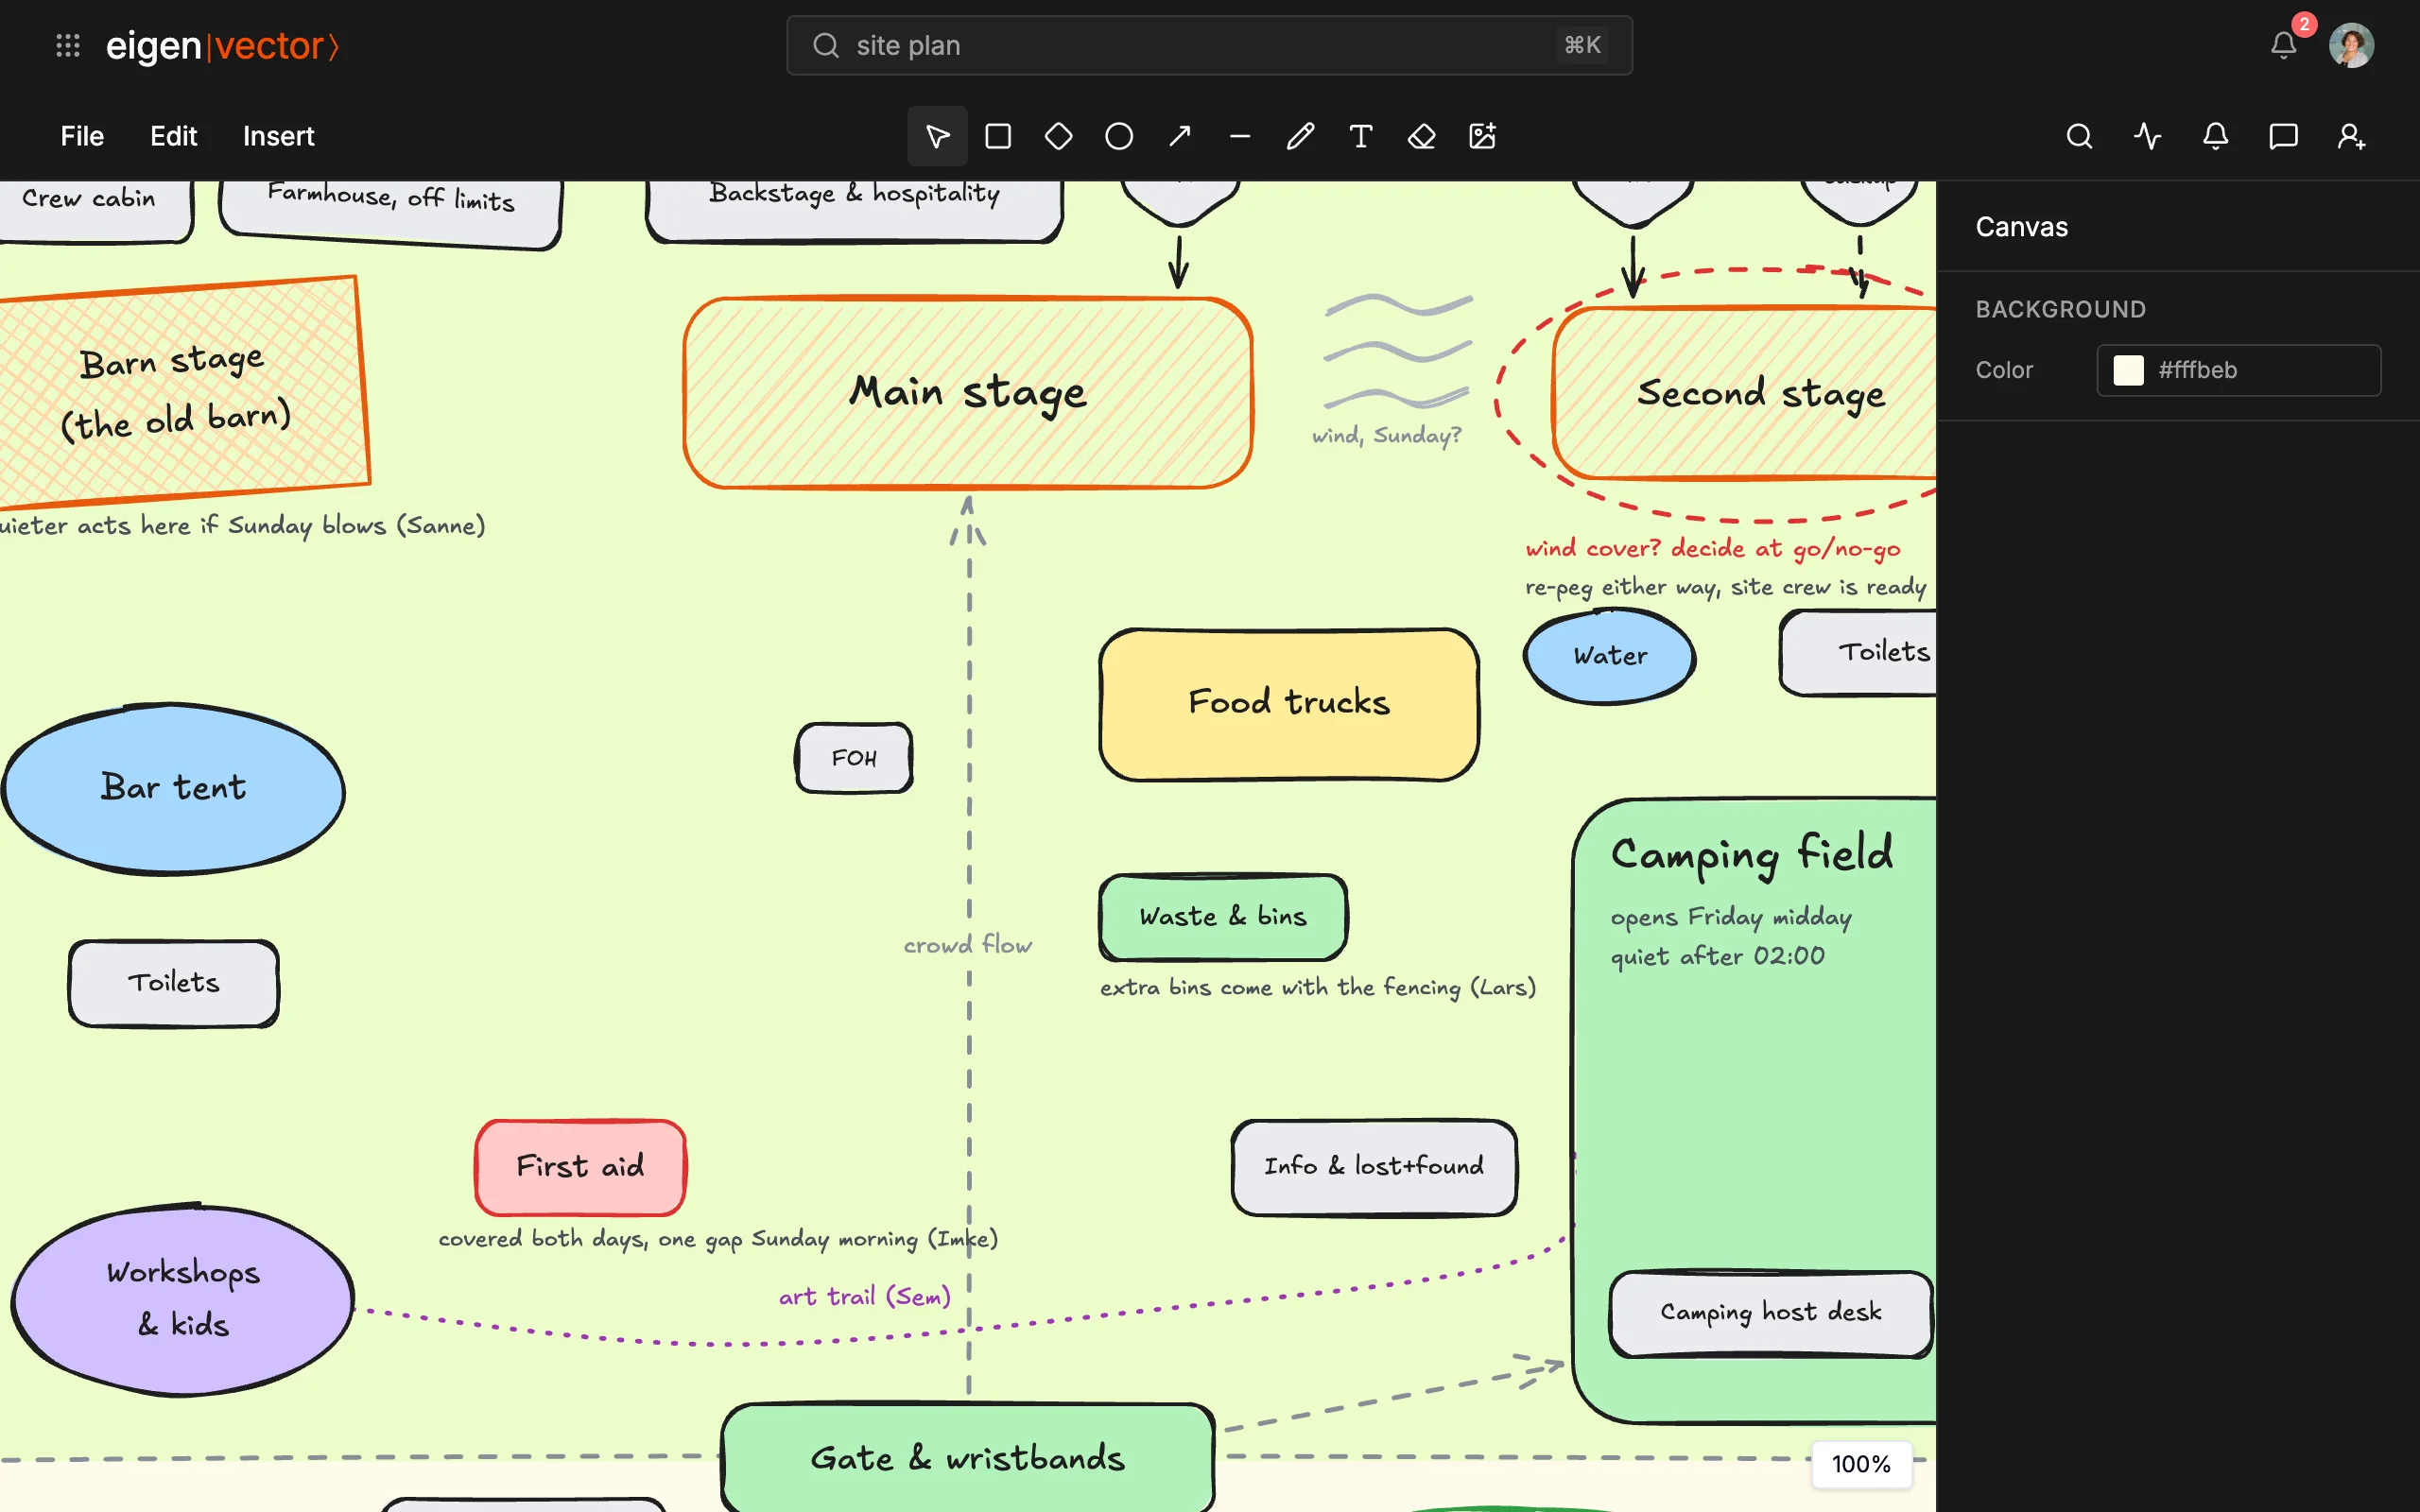 eigen|vector⟩
site plan
⌘K
2
File
Edit
Insert
Crew cabin
Farmhouse, off limits
Backstage & hospitality
Canvas
BACKGROUND
Color
#fffbeb
Barn stage
(the old barn)
Main stage
wind, Sunday?
Second stage
uieter acts here if Sunday blows (Sanne)
wind cover? decide at go/no-go
re-peg either way, site crew is ready
Water
Toilets
Food trucks
FOH
Bar tent
Camping field
opens Friday midday
quiet after 02:00
Waste & bins
crowd flow
extra bins come with the fencing (Lars)
Toilets
First aid
Info & lost+found
covered both days, one gap Sunday morning (Imke)
Workshops
& kids
art trail (Sem)
Camping host desk
Gate & wristbands
100%